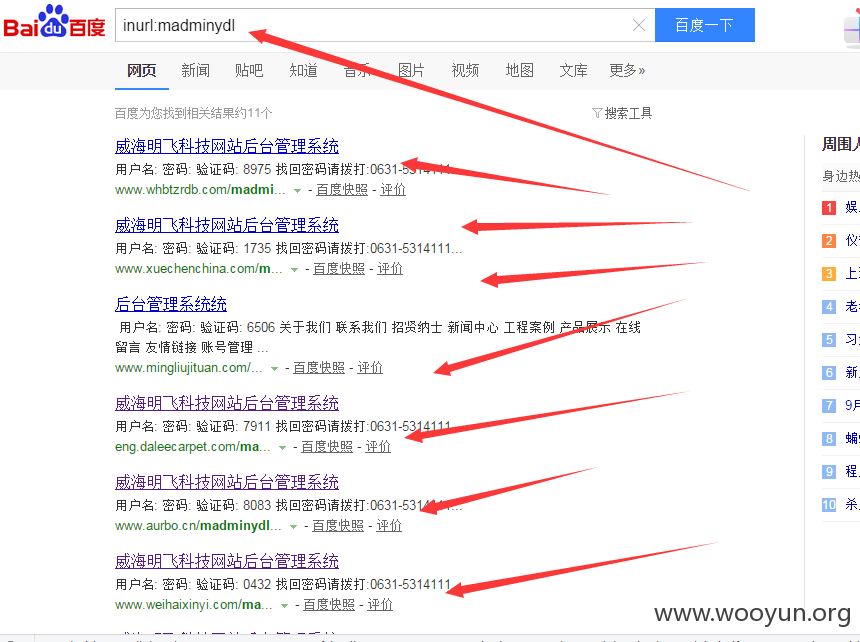 Bai du 百度 inurl:madminydl 百度一下
网页 新闻 贴吧 知道 音乐 图片 视频 地图 文库 更多»
百度为您找到相关结果约11个 搜索工具
威海明飞科技网站后台管理系统
用户名: 密码: 验证码: 8975 找回密码请拨打:0631-5314111...
www.whbtzrdb.com/madmi... - 百度快照 - 评价
威海明飞科技网站后台管理系统
用户名: 密码: 验证码: 1735 找回密码请拨打:0631-5314111...
www.xuechenchina.com/m... - 百度快照 - 评价
后台管理系统统
用户名: 密码: 验证码: 6506 关于我们 联系我们 招贤纳士 新闻中心 工程案例 产品展示 在线
留言 友情链接 账号管理 ...
www.mingliujituan.com/... - 百度快照 - 评价
威海明飞科技网站后台管理系统
用户名: 密码: 验证码: 7911 找回密码请拨打:0631-5314111...
eng.daleecarpet.com/ma... - 百度快照 - 评价
威海明飞科技网站后台管理系统
用户名: 密码: 验证码: 8083 找回密码请拨打:0631-5314111...
www.aurbo.cn/madminydl... - 百度快照 - 评价
威海明飞科技网站后台管理系统
用户名: 密码: 验证码: 0432 找回密码请拨打:0631-5314111...
www.weihaixinyi.com/ma... - 百度快照 - 评价
周围
身边热
1 娱
2 仪
3 上
4 老
5 习
6 新
7 9月
8 蝙
9 程
10 杀
www.wooyun.org